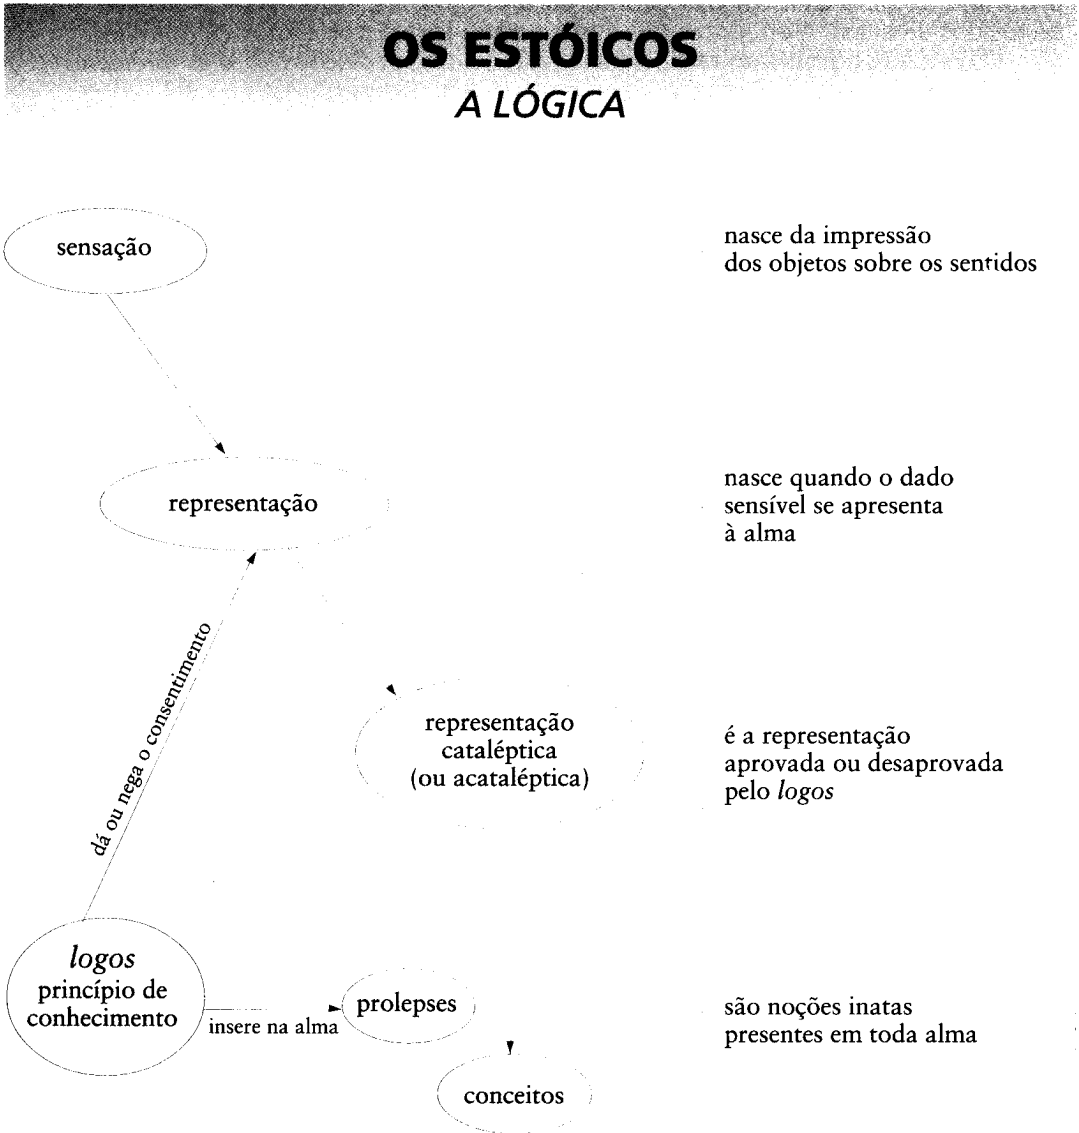 OS ESTÓICOS
A LÓGICA
sensação
nasce da impressão
dos objetos sobre os sentidos
representação
nasce quando o dado
sensível se apresenta
à alma
dá ou nega o consentimento
representação
cataléptica
(ou acataléptica)
é a representação
aprovada ou desaprovada
pelo logos
logos
princípio de
conhecimento
insere na alma
prolepses
são noções inatas
presentes em toda alma
conceitos